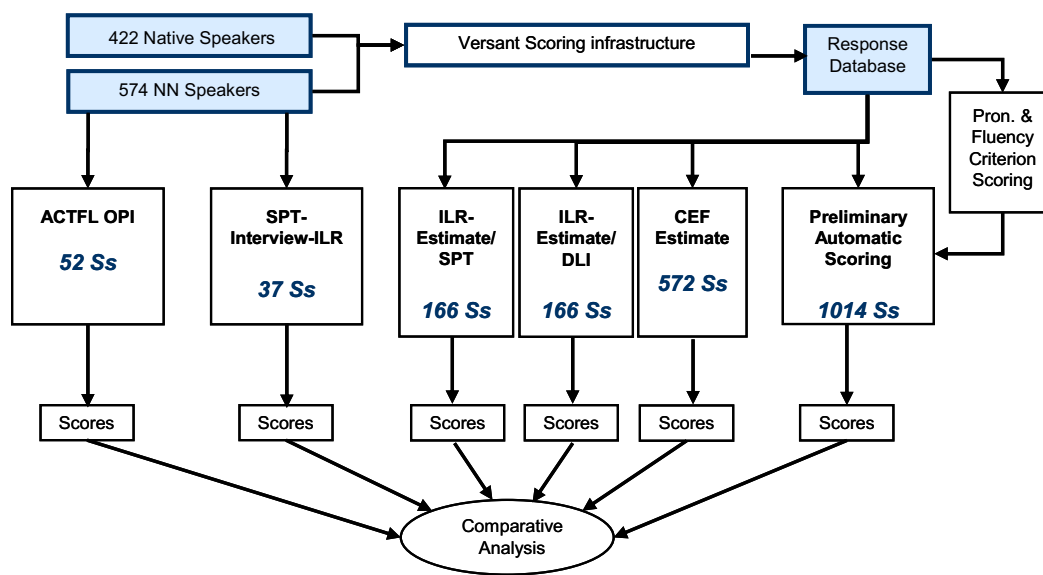 422 Native Speakers
574 NN Speakers
Versant Scoring infrastructure
Response
Database
Pron. &
Fluency
Criterion
Scoring
ACTFL OPI
52 Ss
SPT-
Interview-ILR
37 Ss
ILR-
Estimate/
SPT
166 Ss
ILR-
Estimate/
DLI
166 Ss
CEF
Estimate
572 Ss
Preliminary
Automatic
Scoring
1014 Ss
Scores
Scores
Scores
Scores
Scores
Scores
Comparative
Analysis